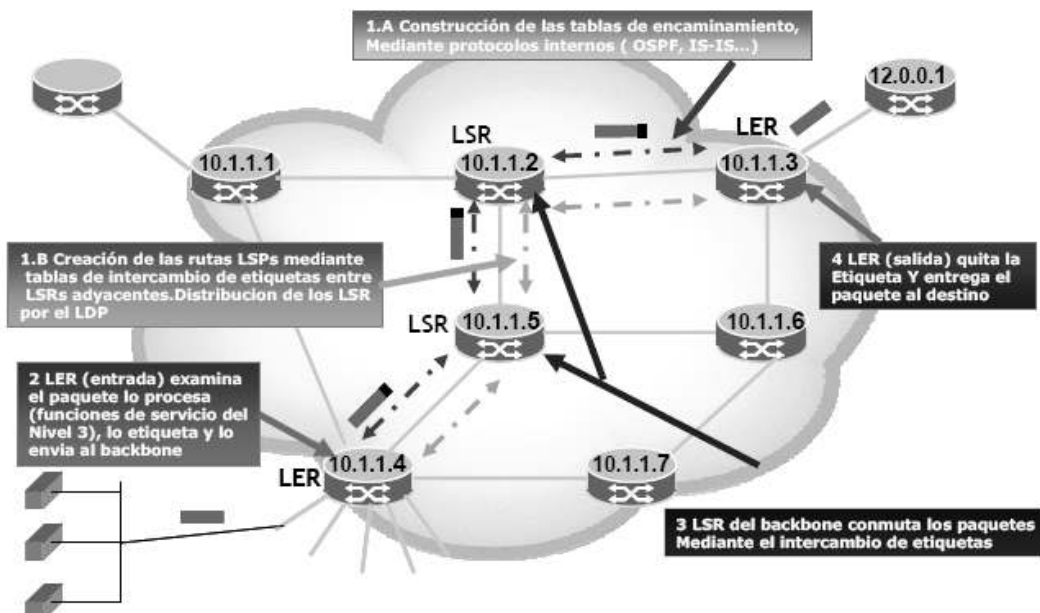 1.A Construcción de las tablas de encaminamiento,
Mediante protocolos internos ( OSPF, IS-IS...)
12.0.0.1
LSR
LER
10.1.1.1
10.1.1.2
10.1.1.3
1.B Creación de las rutas LSPs mediante
tablas de intercambio de etiquetas entre
LSRs adyacentes.Distribucion de los LSR
por el LDP
4 LER (salida) quita la
Etiqueta Y entrega el
paquete al destino
LSR
10.1.1.5
10.1.1.6
2 LER (entrada) examina
el paquete lo procesa
(funciones de servicio del
Nivel 3), lo etiqueta y lo
envia al backbone
LER
10.1.1.4
10.1.1.7
3 LSR del backbone conmuta los paquetes
Mediante el intercambio de etiquetas